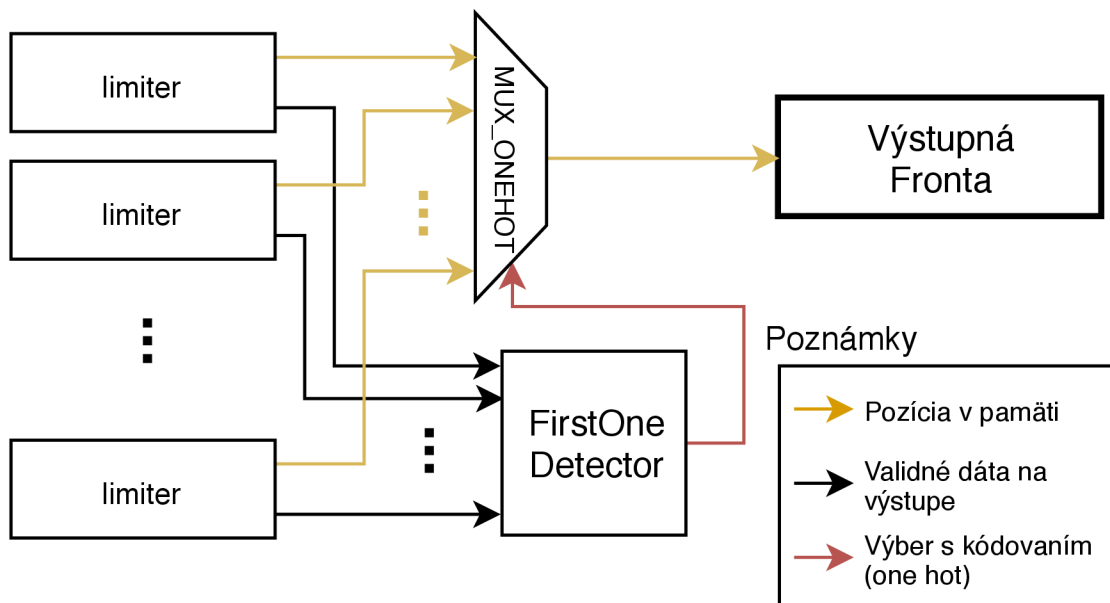 limiter
limiter
limiter
MUX_ONEHOT
Výstupná
Fronta
FirstOne
Detector
Poznámky
Pozícia v pamäti
Validné dáta na
výstupe
Výber s kódovaním
(one hot)